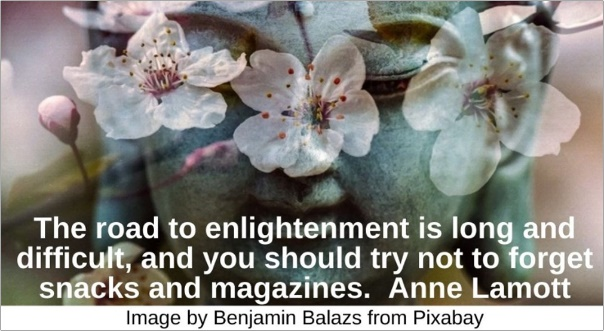 The road to enlightenment is long and
difficult, and you should try not to forget
snacks and magazines.  Anne Lamott
Image by Benjamin Balazs from Pixabay